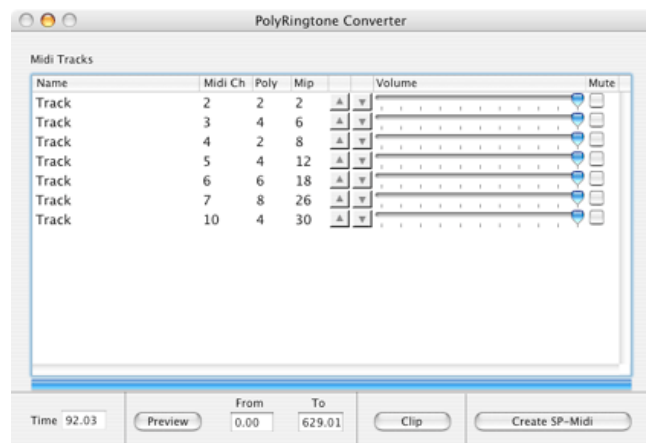 PolyRingtone Converter
Midi Tracks
Name Midi Ch Poly Mip Volume Mute
Track 2 2 2
Track 3 4 6
Track 4 2 8
Track 5 4 12
Track 6 6 18
Track 7 8 26
Track 10 4 30
From To
Time 92.03 Preview 0.00 629.01 Clip Create SP-Midi